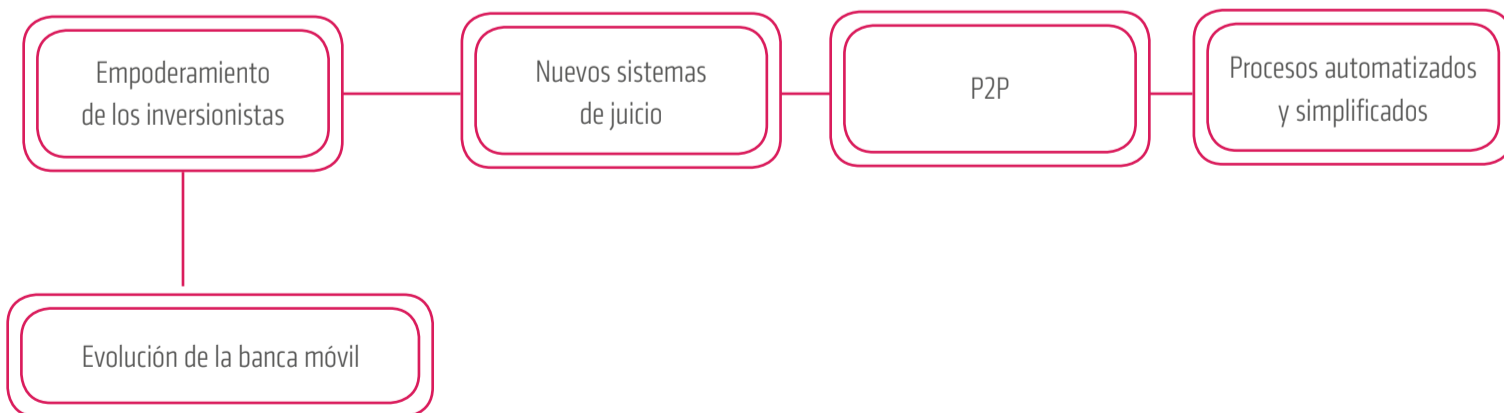 Empoderamiento
de los inversionistas
Nuevos sistemas
de juicio
P2P
Procesos automatizados
y simplificados
Evolución de la banca móvil